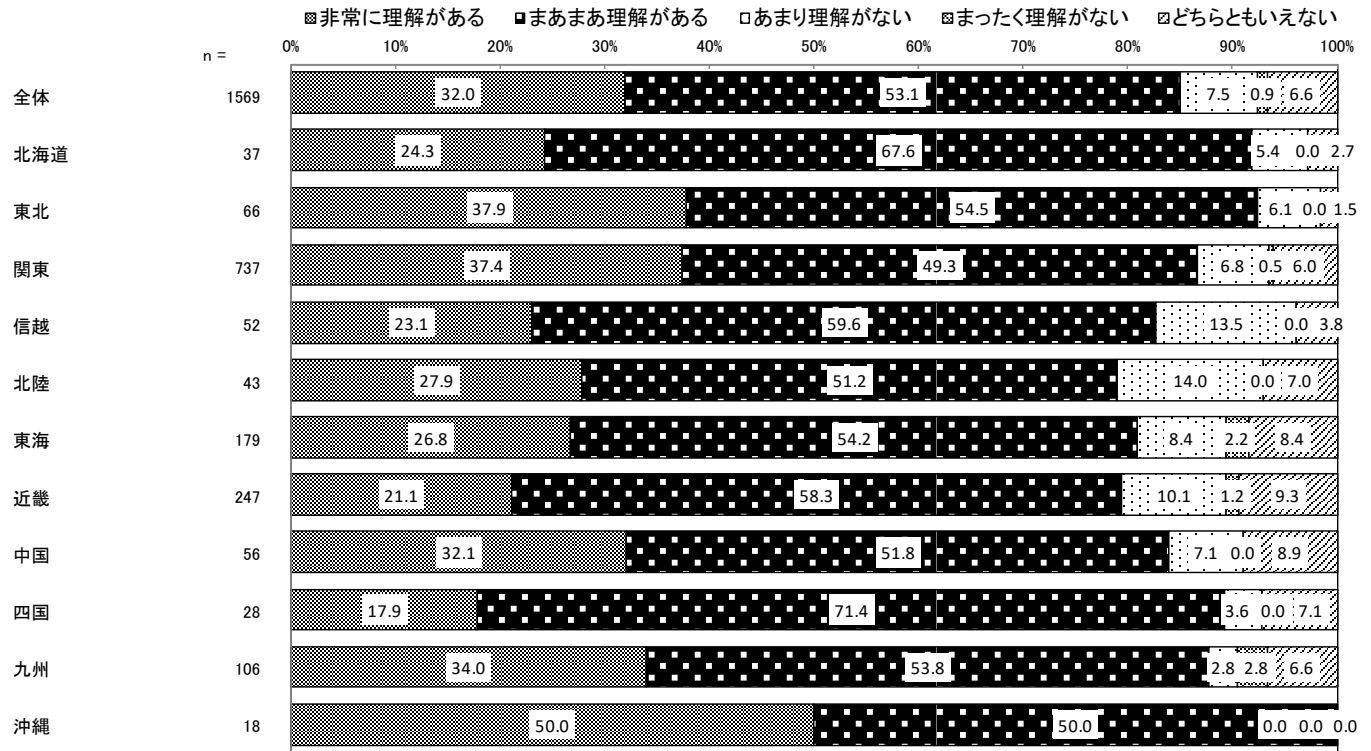 非常に理解がある まあまあ理解がある あまり理解がない まったく理解がない どちらともいえない
n = 0% 10% 20% 30% 40% 50% 60% 70% 80% 90% 100%
全体 1569 32.0 53.1 7.5 0.9 6.6
北海道 37 24.3 67.6 5.4 0.0 2.7
東北 66 37.9 54.5 6.1 0.0 1.5
関東 737 37.4 49.3 6.8 0.5 6.0
信越 52 23.1 59.6 13.5 0.0 3.8
北陸 43 27.9 51.2 14.0 0.0 7.0
東海 179 26.8 54.2 8.4 2.2 8.4
近畿 247 21.1 58.3 10.1 1.2 9.3
中国 56 32.1 51.8 7.1 0.0 8.9
四国 28 17.9 71.4 3.6 0.0 7.1
九州 106 34.0 53.8 2.8 2.8 6.6
沖縄 18 50.0 50.0 0.0 0.0 0.0